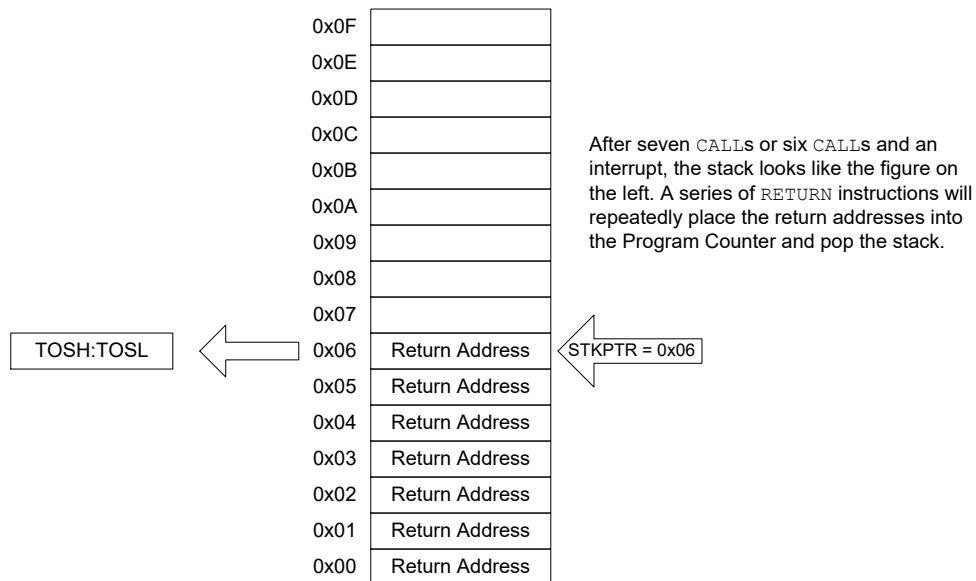 0x0F
0x0E
0x0D
0x0C
0x0B
0x0A
0x09
0x08
0x07
After seven CALLs or six CALLs and an
interrupt, the stack looks like the figure on
the left. A series of RETURN instructions will
repeatedly place the return addresses into
the Program Counter and pop the stack.
TOSH:TOSL
0x06 Return Address
STKPTR = 0x06
0x05 Return Address
0x04 Return Address
0x03 Return Address
0x02 Return Address
0x01 Return Address
0x00 Return Address